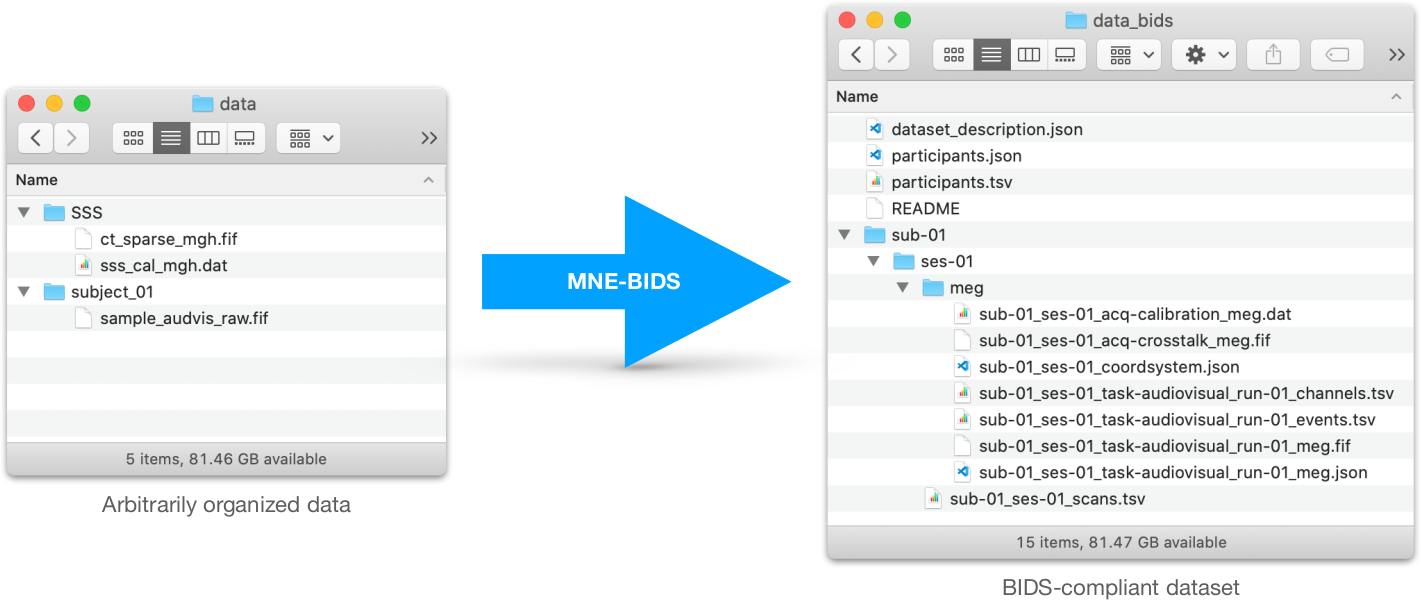 data
Name
SSS
ct_sparse_mgh.fif
sss_cal_mgh.dat
subject_01
sample_audvis_raw.fif
5 items, 81.46 GB available
Arbitrarily organized data
MNE-BIDS
data_bids
Name
dataset_description.json
participants.json
participants.tsv
README
sub-01
ses-01
meg
sub-01_ses-01_acq-calibration_meg.dat
sub-01_ses-01_acq-crosstalk_meg.fif
sub-01_ses-01_coordsystem.json
sub-01_ses-01_task-audiovisual_run-01_channels.tsv
sub-01_ses-01_task-audiovisual_run-01_events.tsv
sub-01_ses-01_task-audiovisual_run-01_meg.fif
sub-01_ses-01_task-audiovisual_run-01_meg.json
sub-01_ses-01_scans.tsv
15 items, 81.47 GB available
BIDS-compliant dataset